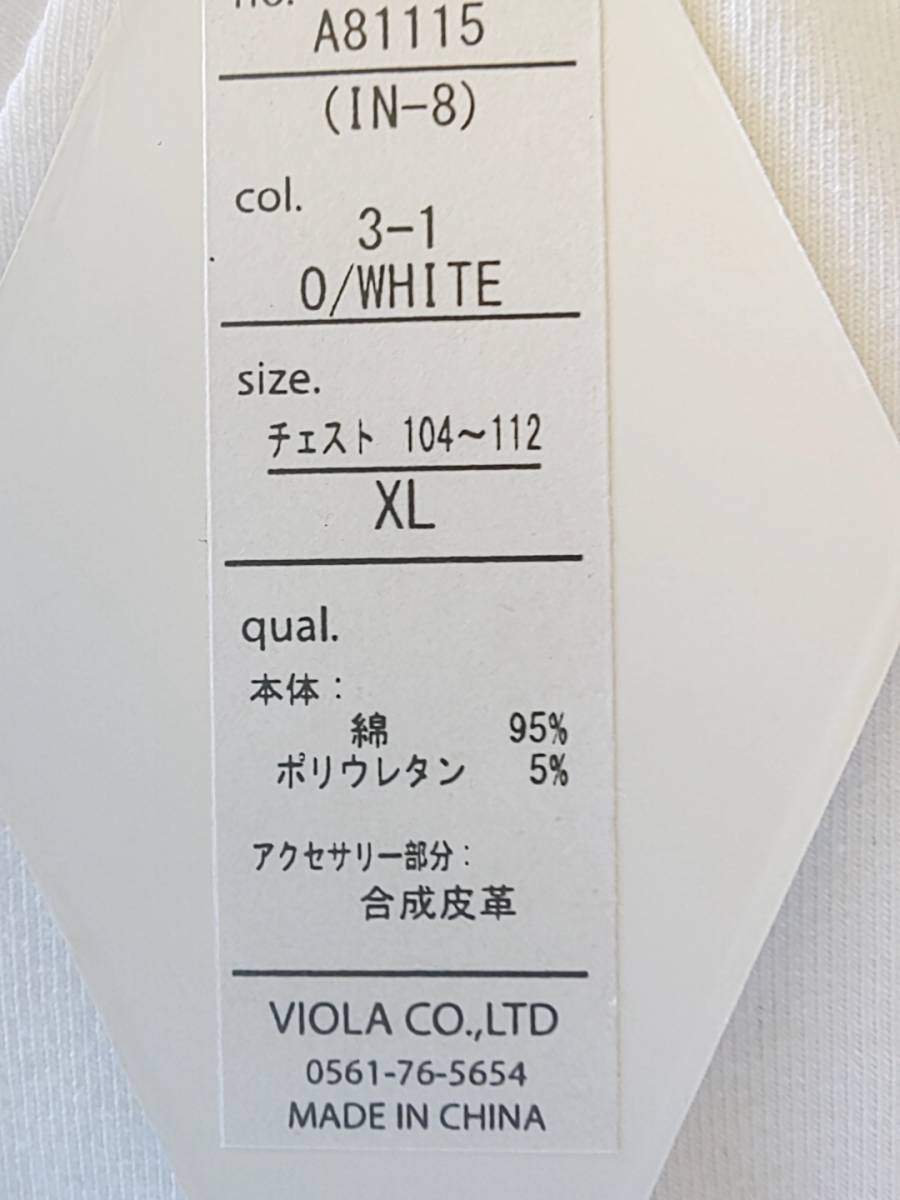 no.
A81115
(IN-8)
col.
3-1
O/WHITE
size.
チェスト 104～112
XL
qual.
本体：
綿 95%
ポリウレタン 5%
アクセサリー部分：
合成皮革
VIOLA CO.,LTD
0561-76-5654
MADE IN CHINA